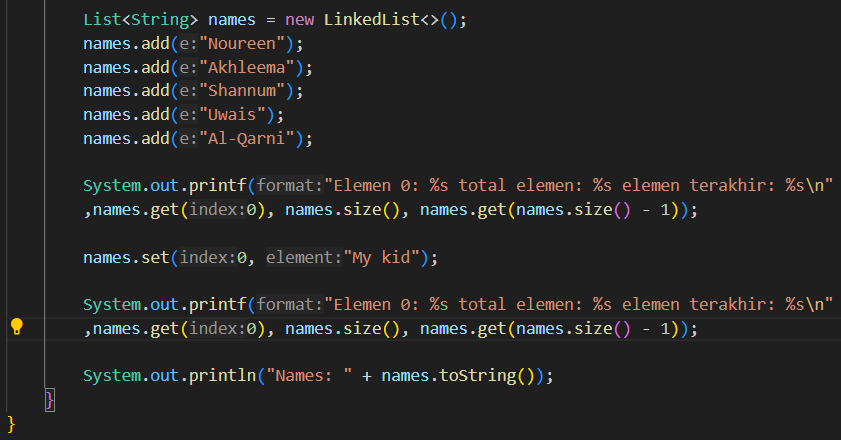 List<String> names = new LinkedList<>();
names.add(e:"Noureen");
names.add(e:"Akhleema");
names.add(e:"Shannum");
names.add(e:"Uwais");
names.add(e:"Al-Qarni");
System.out.printf(format:"Elemen 0: %s total elemen: %s elemen terakhir: %s\n"
,names.get(index:0), names.size(), names.get(names.size() - 1));
names.set(index:0, element:"My kid");
System.out.printf(format:"Elemen 0: %s total elemen: %s elemen terakhir: %s\n"
,names.get(index:0), names.size(), names.get(names.size() - 1));
System.out.println("Names: " + names.toString());
}
}